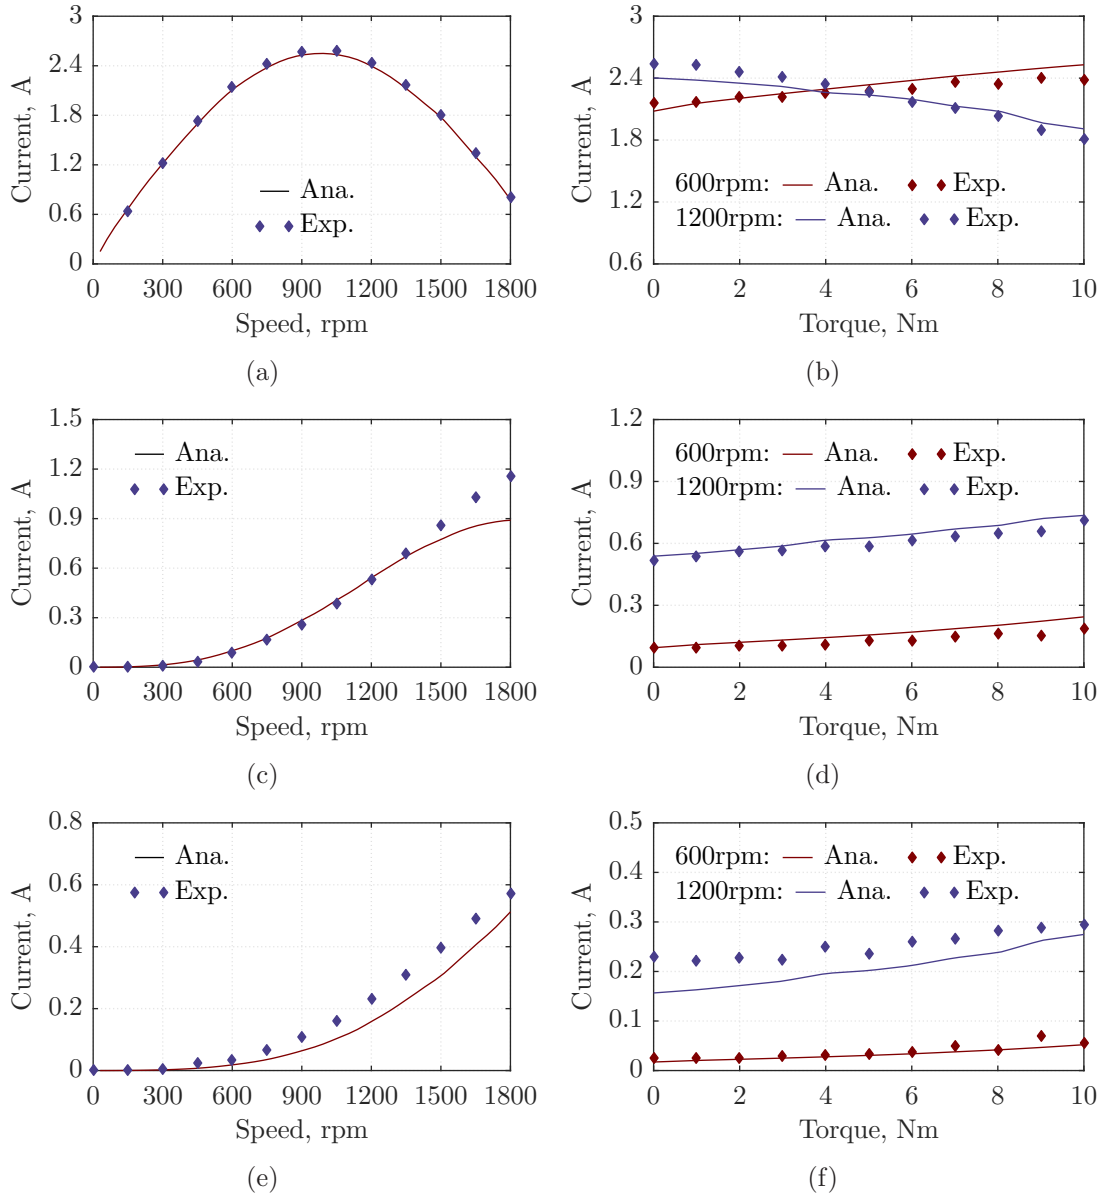 3
2.4
1.8
1.2
0.6
0
Current, A
Ana.
Exp.
0 300 600 900 1200 1500 1800
Speed, rpm
(a)
3
2.4
1.8
1.2
0.6
Current, A
600rpm: Ana. Exp.
1200rpm: Ana. Exp.
0 2 4 6 8 10
Torque, Nm
(b)
1.5
1.2
0.9
0.6
0.3
0
Current, A
Ana.
Exp.
0 300 600 900 1200 1500 1800
Speed, rpm
(c)
1.2
0.9
0.6
0.3
0
Current, A
600rpm: Ana. Exp.
1200rpm: Ana. Exp.
0 2 4 6 8 10
Torque, Nm
(d)
0.8
0.6
0.4
0.2
0
Current, A
Ana.
Exp.
0 300 600 900 1200 1500 1800
Speed, rpm
(e)
0.5
0.4
0.3
0.2
0.1
0
Current, A
600rpm: Ana. Exp.
1200rpm: Ana. Exp.
0 2 4 6 8 10
Torque, Nm
(f)